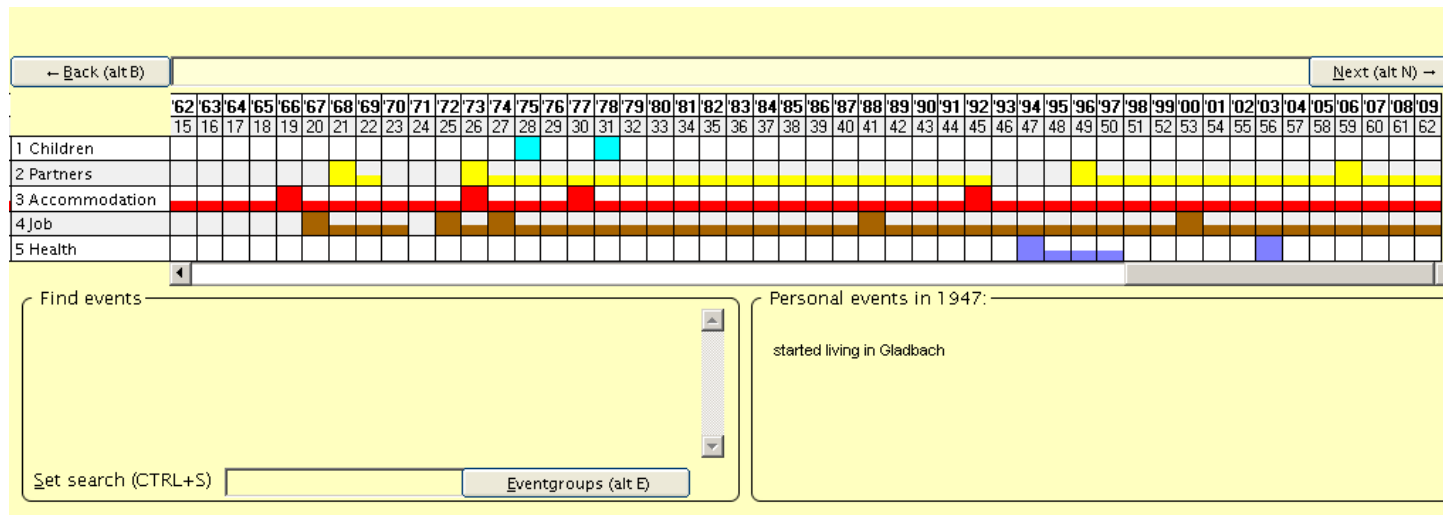 ← Back (alt B) Next (alt N) →
'62 '63 '64 '65 '66 '67 '68 '69 '70 '71 '72 '73 '74 '75 '76 '77 '78 '79 '80 '81 '82 '83 '84 '85 '86 '87 '88 '89 '90 '91 '92 '93 '94 '95 '96 '97 '98 '99 '00 '01 '02 '03 '04 '05 '06 '07 '08 '09
15 16 17 18 19 20 21 22 23 24 25 26 27 28 29 30 31 32 33 34 35 36 37 38 39 40 41 42 43 44 45 46 47 48 49 50 51 52 53 54 55 56 57 58 59 60 61 62
1 Children
2 Partners
3 Accommodation
4 Job
5 Health
Find events
Personal events in 1947:
started living in Gladbach
Set search (CTRL+S) Eventgroups (alt E)